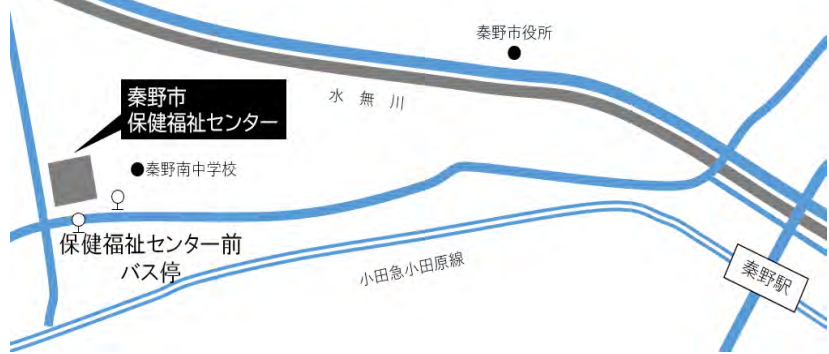 秦野市役所
秦野市
保健福祉センター
水無川
秦野南中学校
保健福祉センター前
バス停
小田急小田原線
秦野駅